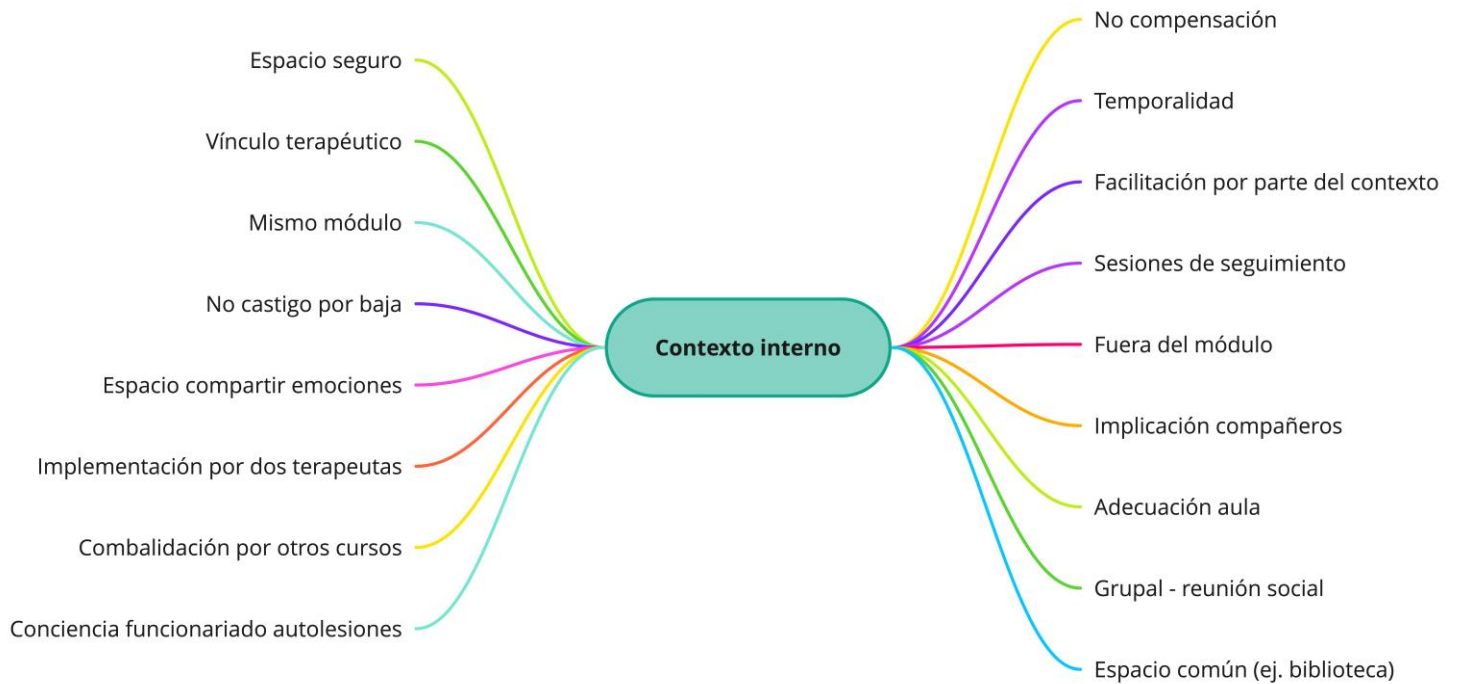 Espacio seguro
Vínculo terapéutico
Mismo módulo
No castigo por baja
Espacio compartir emociones
Implementación por dos terapeutas
Combalidación por otros cursos
Conciencia funcionariado autolesiones
Contexto interno
No compensación
Temporalidad
Facilitación por parte del contexto
Sesiones de seguimiento
Fuera del módulo
Implicación compañeros
Adecuación aula
Grupal - reunión social
Espacio común (ej. biblioteca)